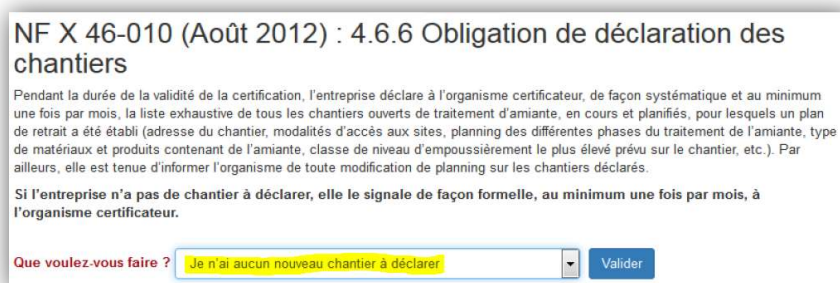 NF X 46-010 (Août 2012) : 4.6.6 Obligation de déclaration des
chantiers
Pendant la durée de la validité de la certification, l'entreprise déclare à l'organisme certificateur, de façon systématique et au minimum
une fois par mois, la liste exhaustive de tous les chantiers ouverts de traitement d'amiante, en cours et planifiés, pour lesquels un plan
de retrait a été établi (adresse du chantier, modalités d'accès aux sites, planning des différentes phases du traitement de l'amiante, type
de matériaux et produits contenant de l'amiante, classe de niveau d'empoussièrement le plus élevé prévu sur le chantier, etc.). Par
ailleurs, elle est tenue d'informer l'organisme de toute modification de planning sur les chantiers déclarés.
Si l'entreprise n'a pas de chantier à déclarer, elle le signale de façon formelle, au minimum une fois par mois, à
l'organisme certificateur.
Que voulez-vous faire ? Je n'ai aucun nouveau chantier à déclarer Valider